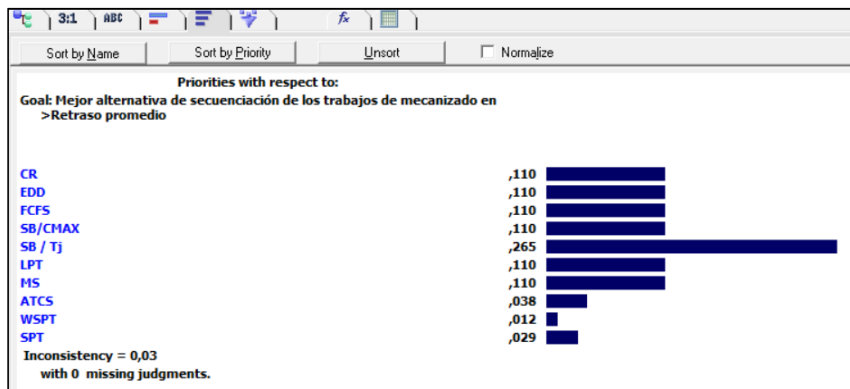 3:1 ABC fx
Sort by Name Sort by Priority Unsort Normalize
Priorities with respect to:
Goal: Mejor alternativa de secuenciación de los trabajos de mecanizado en
>Retraso promedio
CR ,110
EDD ,110
FCFS ,110
SB/CMAX ,110
SB / Tj ,265
LPT ,110
MS ,110
ATCS ,038
WSPT ,012
SPT ,029
Inconsistency = 0,03
with 0 missing judgments.